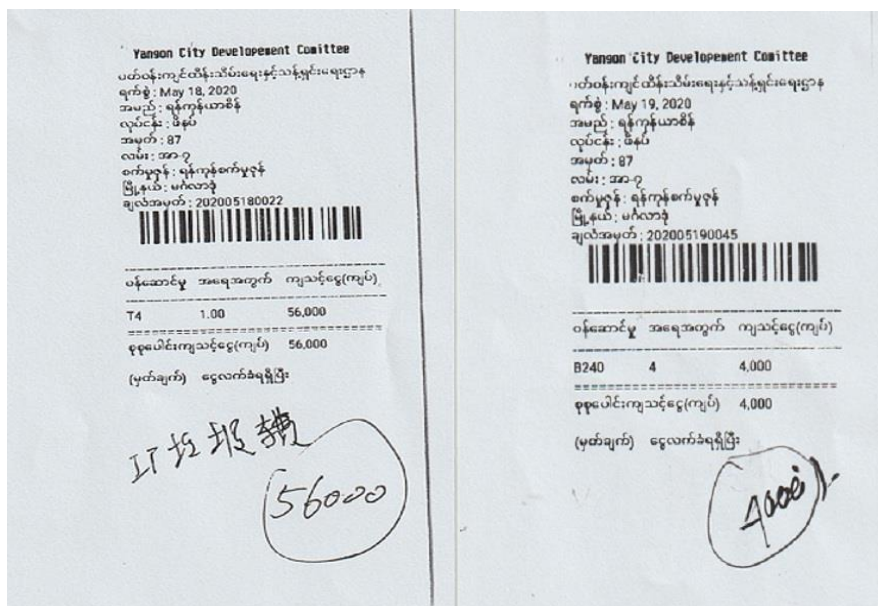 Yangon City Developement Comittee
ပတ်ဝန်းကျင်ထိန်းသိမ်းရေးနှင့်သန့်ရှင်းရေးဌာန
ရက်စွဲ : May 18, 2020
အမည် : ရန်ကုန်ယာစိန်
လုပ်ငန်း : ဖိနပ်
အမှတ် : 87
လမ်း : အာ-၇
စက်မှုဇုန် : ရန်ကုန်စက်မှုဇုန်
မြို့နယ် : မင်္ဂလာဒုံ
ချလံအမှတ် : 202005180022
ဝန်ဆောင်မှု အရေအတွက် ကျသင့်ငွေ(ကျပ်)
T4 1.00 56,000
စုစုပေါင်းကျသင့်ငွေ(ကျပ်) 56,000
(မှတ်ချက်) ငွေလက်ခံရရှိပြီး
垃圾
56000
Yangon City Developement Comittee
ပတ်ဝန်းကျင်ထိန်းသိမ်းရေးနှင့်သန့်ရှင်းရေးဌာန
ရက်စွဲ : May 19, 2020
အမည် : ရန်ကုန်ယာစိန်
လုပ်ငန်း : ဖိနပ်
အမှတ် : 87
လမ်း : အာ-၇
စက်မှုဇုန် : ရန်ကုန်စက်မှုဇုန်
မြို့နယ် : မင်္ဂလာဒုံ
ချလံအမှတ် : 202005190045
ဝန်ဆောင်မှု အရေအတွက် ကျသင့်ငွေ(ကျပ်)
B240 4 4,000
စုစုပေါင်းကျသင့်ငွေ(ကျပ်) 4,000
(မှတ်ချက်) ငွေလက်ခံရရှိပြီး